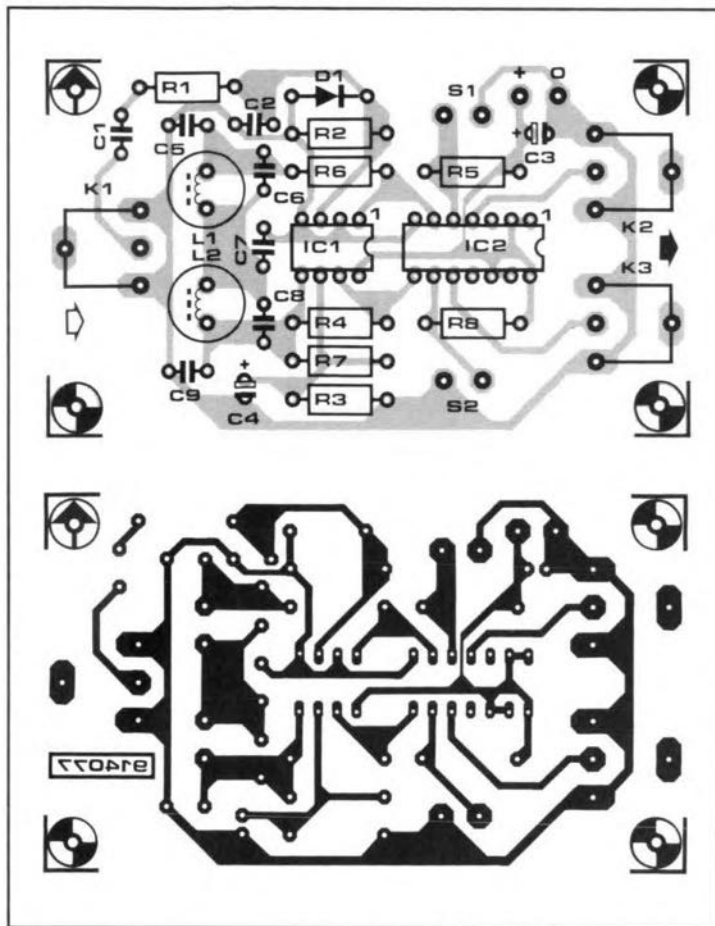 D1
+ O
R1
S1
C2
C1
C5
R2
+
C3
R6
R5
C6
K1
1
1
L1
L2
C7
IC1
IC2
K2
K3
C8
R4
R8
R7
+
C9
C4
R3
S2
914077